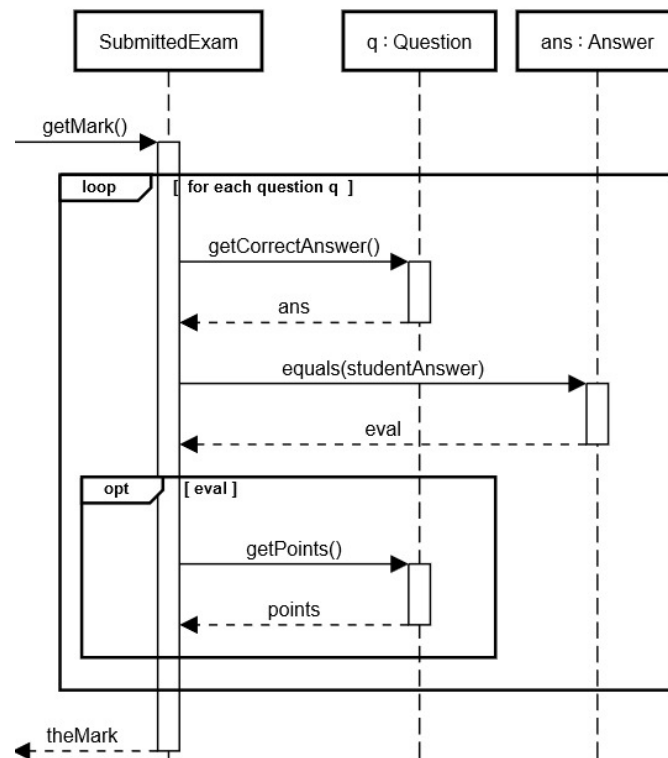 SubmittedExam
q : Question
ans : Answer
getMark()
loop
[ for each question q ]
getCorrectAnswer()
ans
equals(studentAnswer)
eval
opt
[ eval ]
getPoints()
points
theMark